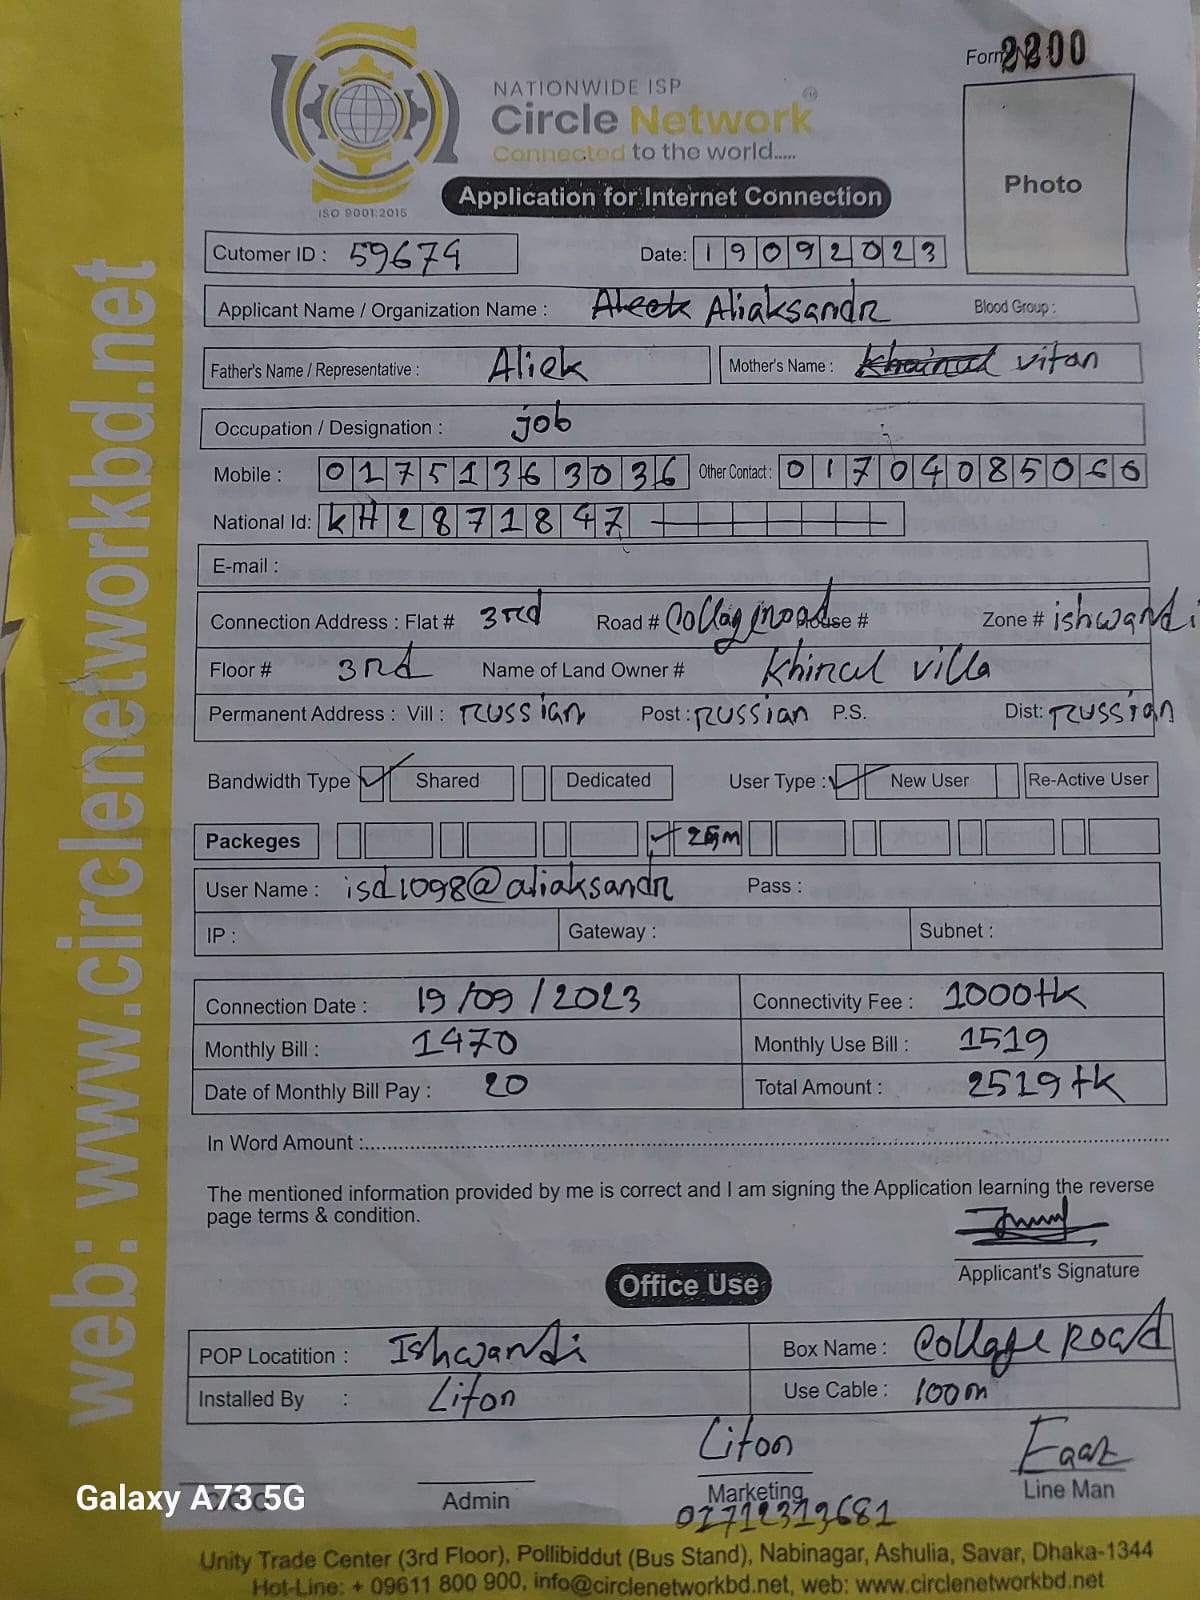 Form 2200
NATIONWIDE ISP
Circle Network
Connected to the world.....
ISO 9001:2015
Application for Internet Connection
Photo
Cutomer ID : 59674
Date: 19092023
Applicant Name / Organization Name : Aliaksandr Blood Group :
Father's Name / Representative : Aliek Mother's Name : vitan
Occupation / Designation : job
Mobile : 01751363036 Other Contact : 01704085060
National Id: KH2871847
E-mail :
Connection Address : Flat # 3rd Road # Collag road House # Zone # ishwardi
Floor # 3rd Name of Land Owner # Khirul villa
Permanent Address : Vill : Russian Post : Russian P.S. Dist: Russian
Bandwidth Type Shared Dedicated User Type : New User Re-Active User
Packeges 25m
User Name : isd1098@aliaksandr Pass :
IP : Gateway : Subnet :
Connection Date : 19/09/2023 Connectivity Fee : 1000tk
Monthly Bill : 1470 Monthly Use Bill : 1519
Date of Monthly Bill Pay : 20 Total Amount : 2519tk
In Word Amount :
The mentioned information provided by me is correct and I am signing the Application learning the reverse
page terms & condition.
Applicant's Signature
Office Use
POP Locatition : Ishwardi Box Name : Collage Road
Installed By : Liton Use Cable : 100m
Liton
Admin Marketing Line Man
01712313681
Galaxy A73 5G
Unity Trade Center (3rd Floor), Pollibiddut (Bus Stand), Nabinagar, Ashulia, Savar, Dhaka-1344
Hot-Line: + 09611 800 900, info@circlenetworkbd.net, web: www.circlenetworkbd.net
web: www.circlenetworkbd.net